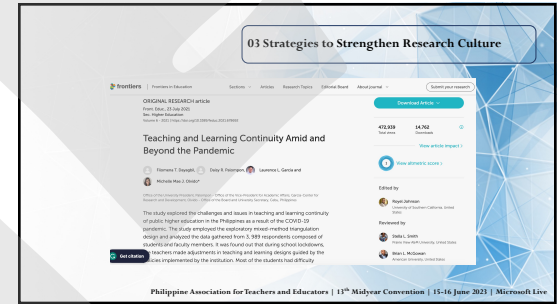 03 Strategies to Strengthen Research Culture
frontiers | Frontiers in Education Sections Articles Research Topics Editorial Board About journal Submit your research
ORIGINAL RESEARCH article
Front. Educ., 23 July 2021
Sec. Higher Education
Download Article
Teaching and Learning Continuity Amid and
Beyond the Pandemic
472,939 14,762
Total views Downloads
View article impact >
View altmetric score >
Filomena T. Dayagbil, Daisy R. Palompon, Laurence L. Garcia and
Michelle Mae J. Olvido*
Edited by
Reyes Johnson
University of Southern California, United
States
Reviewed by
Stella L. Smith
Prairie View A&M University, United States
Brian L. McGowan
American University, United States
The study explored the challenges and issues in teaching and learning continuity
of public higher education in the Philippines as a result of the COVID-19
pandemic. The study employed the exploratory mixed-method triangulation
design and analyzed the data gathered from 3, 989 respondents composed of
students and faculty members. It was found out that during school lockdowns,
the teachers made adjustments in teaching and learning designs guided by the
policies implemented by the institution. Most of the students had difficulty
Get citation
Philippine Association for Teachers and Educators | 13th Midyear Convention | 15-16 June 2023 | Microsoft Live